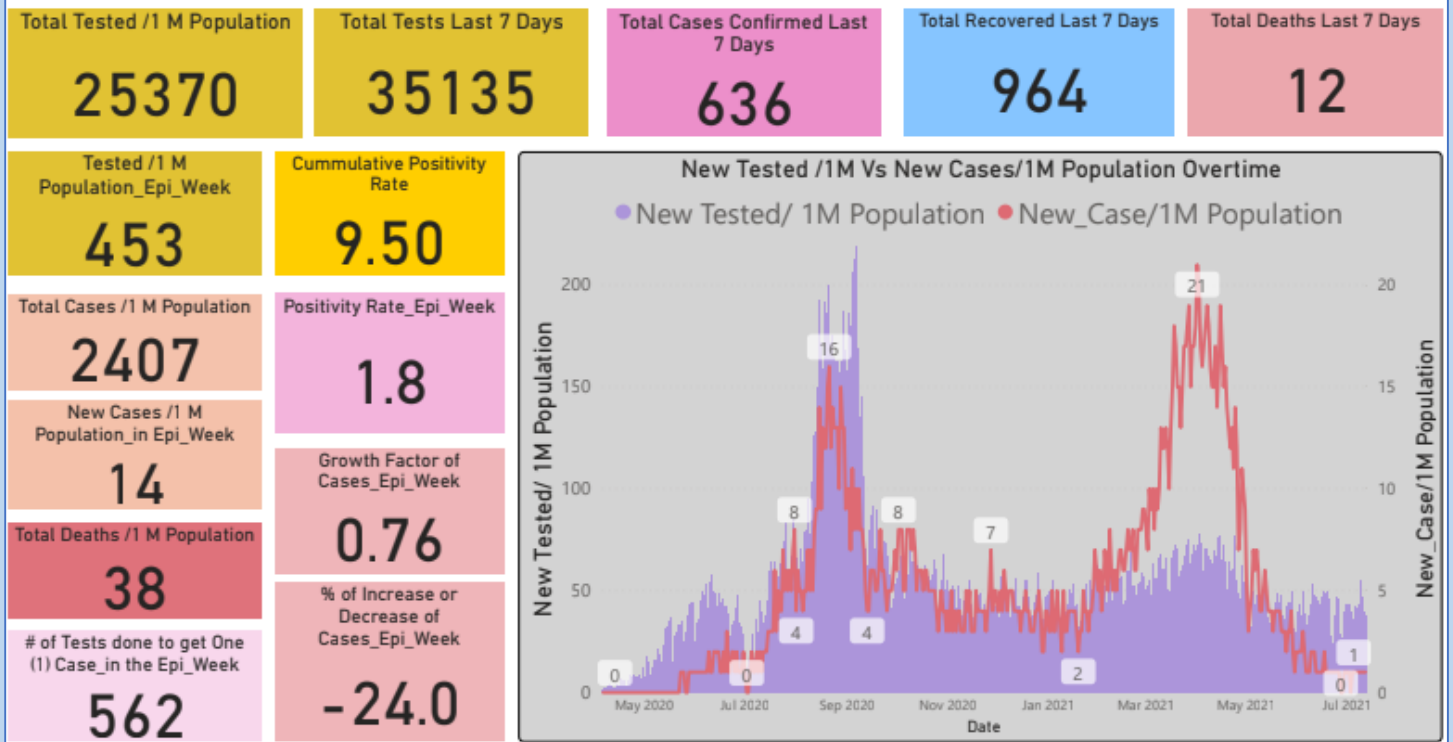 Total Tested /1 M Population
25370
Total Tests Last 7 Days
35135
Total Cases Confirmed Last
7 Days
636
Total Recovered Last 7 Days
964
Total Deaths Last 7 Days
12
Tested /1 M
Population_Epi_Week
453
Cummulative Positivity
Rate
9.50
Total Cases /1 M Population
2407
Positivity Rate_Epi_Week
1.8
New Cases /1 M
Population_in Epi_Week
14
Growth Factor of
Cases_Epi_Week
0.76
Total Deaths /1 M Population
38
% of Increase or
Decrease of
Cases_Epi_Week
-24.0
# of Tests done to get One
(1) Case_in the Epi_Week
562
New Tested /1M Vs New Cases/1M Population Overtime
New Tested/ 1M Population New_Case/1M Population
New Tested/ 1M Population
200
150
100
50
0
0
0
8
4
16
4
8
7
2
21
1
0
20
15
10
5
0
New_Case/1M Population
May 2020 Jul 2020 Sep 2020 Nov 2020 Jan 2021 Mar 2021 May 2021 Jul 2021
Date